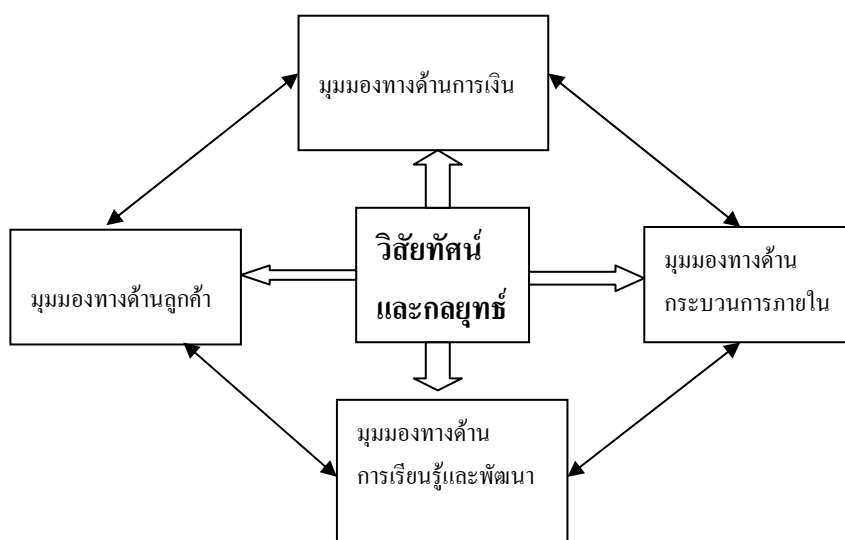 มุมมองทางด้านการเงิน
วิสัยทัศน์
และกลยุทธ์
มุมมองทางด้านลูกค้า
มุมมองทางด้าน
กระบวนการภายใน
มุมมองทางด้าน
การเรียนรู้และพัฒนา